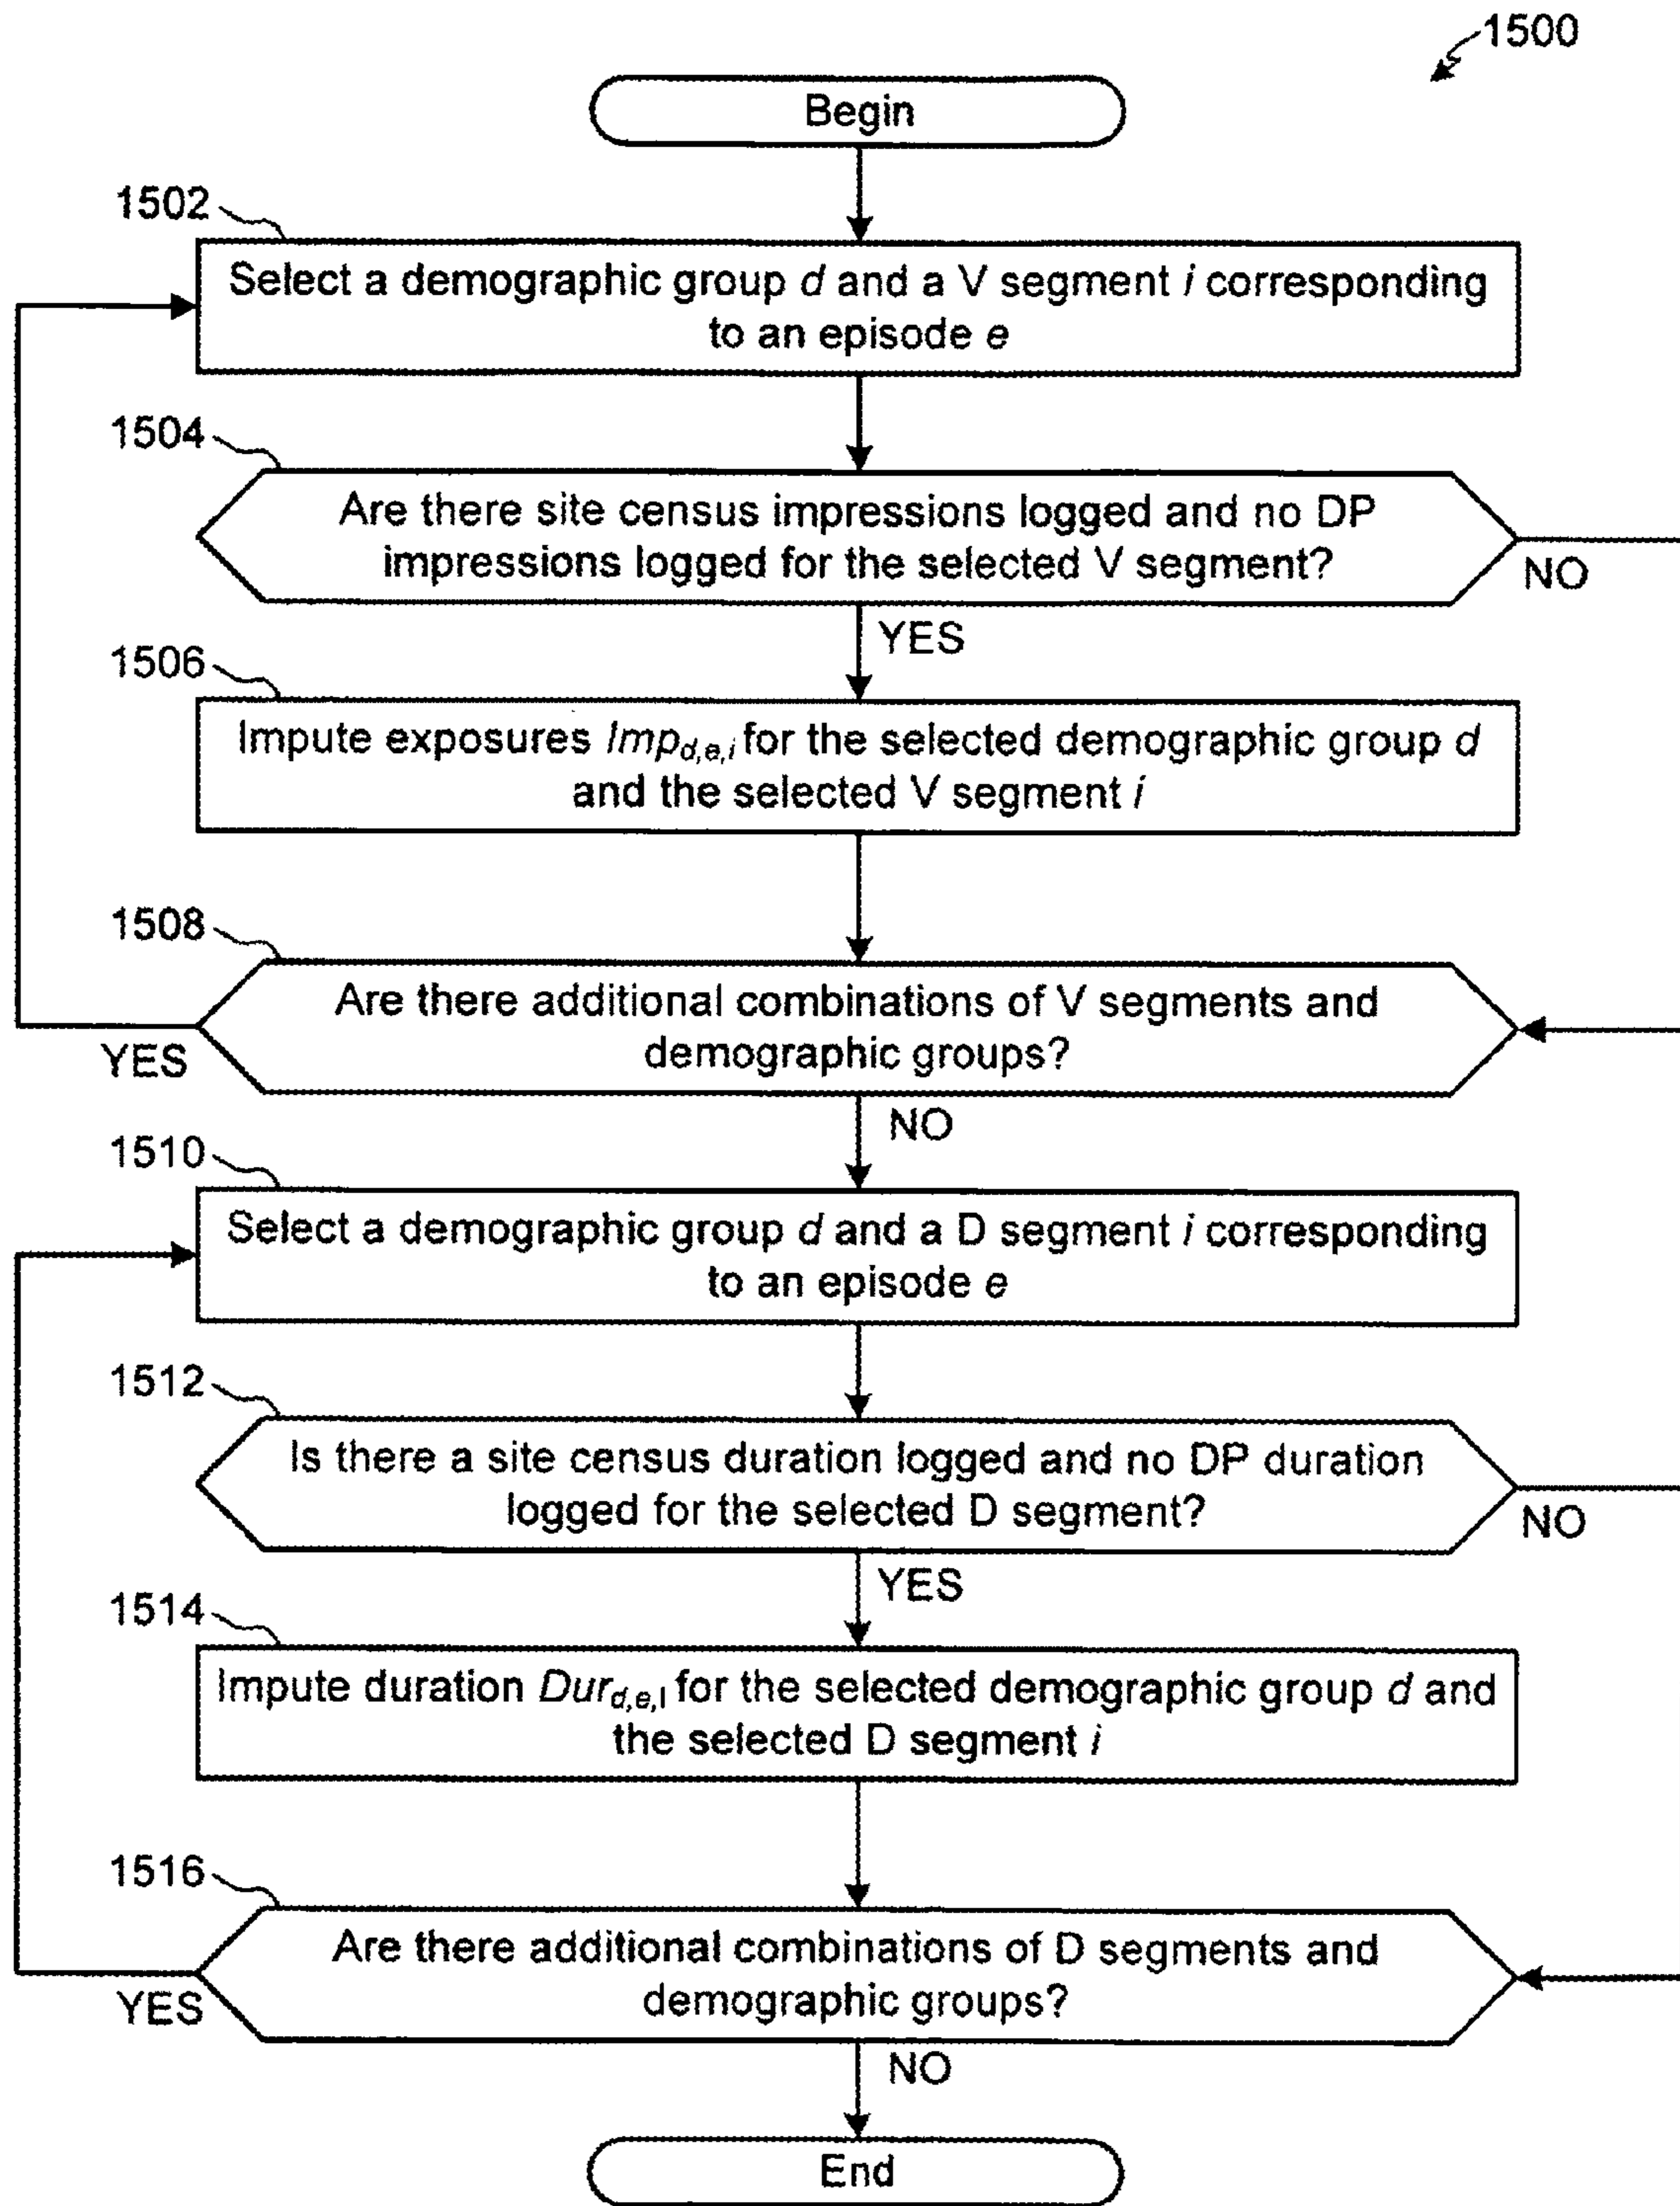 1500
Begin
1502
Select a demographic group d and a V segment i corresponding
to an episode e
1504
Are there site census impressions logged and no DP
impressions logged for the selected V segment?
NO
YES
1506
Impute exposures Imp d,e,i for the selected demographic group d
and the selected V segment i
1508
Are there additional combinations of V segments and
demographic groups?
YES
NO
1510
Select a demographic group d and a D segment i corresponding
to an episode e
1512
Is there a site census duration logged and no DP duration
logged for the selected D segment?
NO
YES
1514
Impute duration Dur d,e,I for the selected demographic group d and
the selected D segment i
1516
Are there additional combinations of D segments and
demographic groups?
YES
NO
End